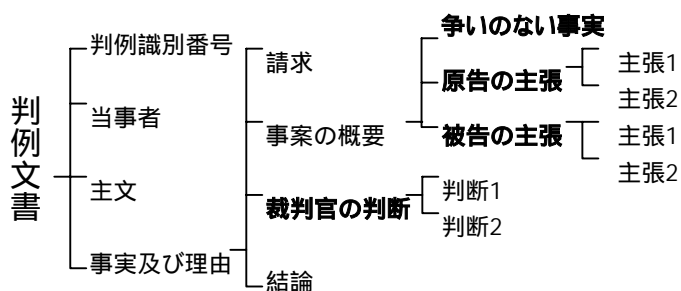 判例文書
判例識別番号
当事者
主文
事実及び理由
請求
事案の概要
裁判官の判断
結論
争いのない事実
原告の主張
被告の主張
主張1
主張2
主張1
主張2
判断1
判断2